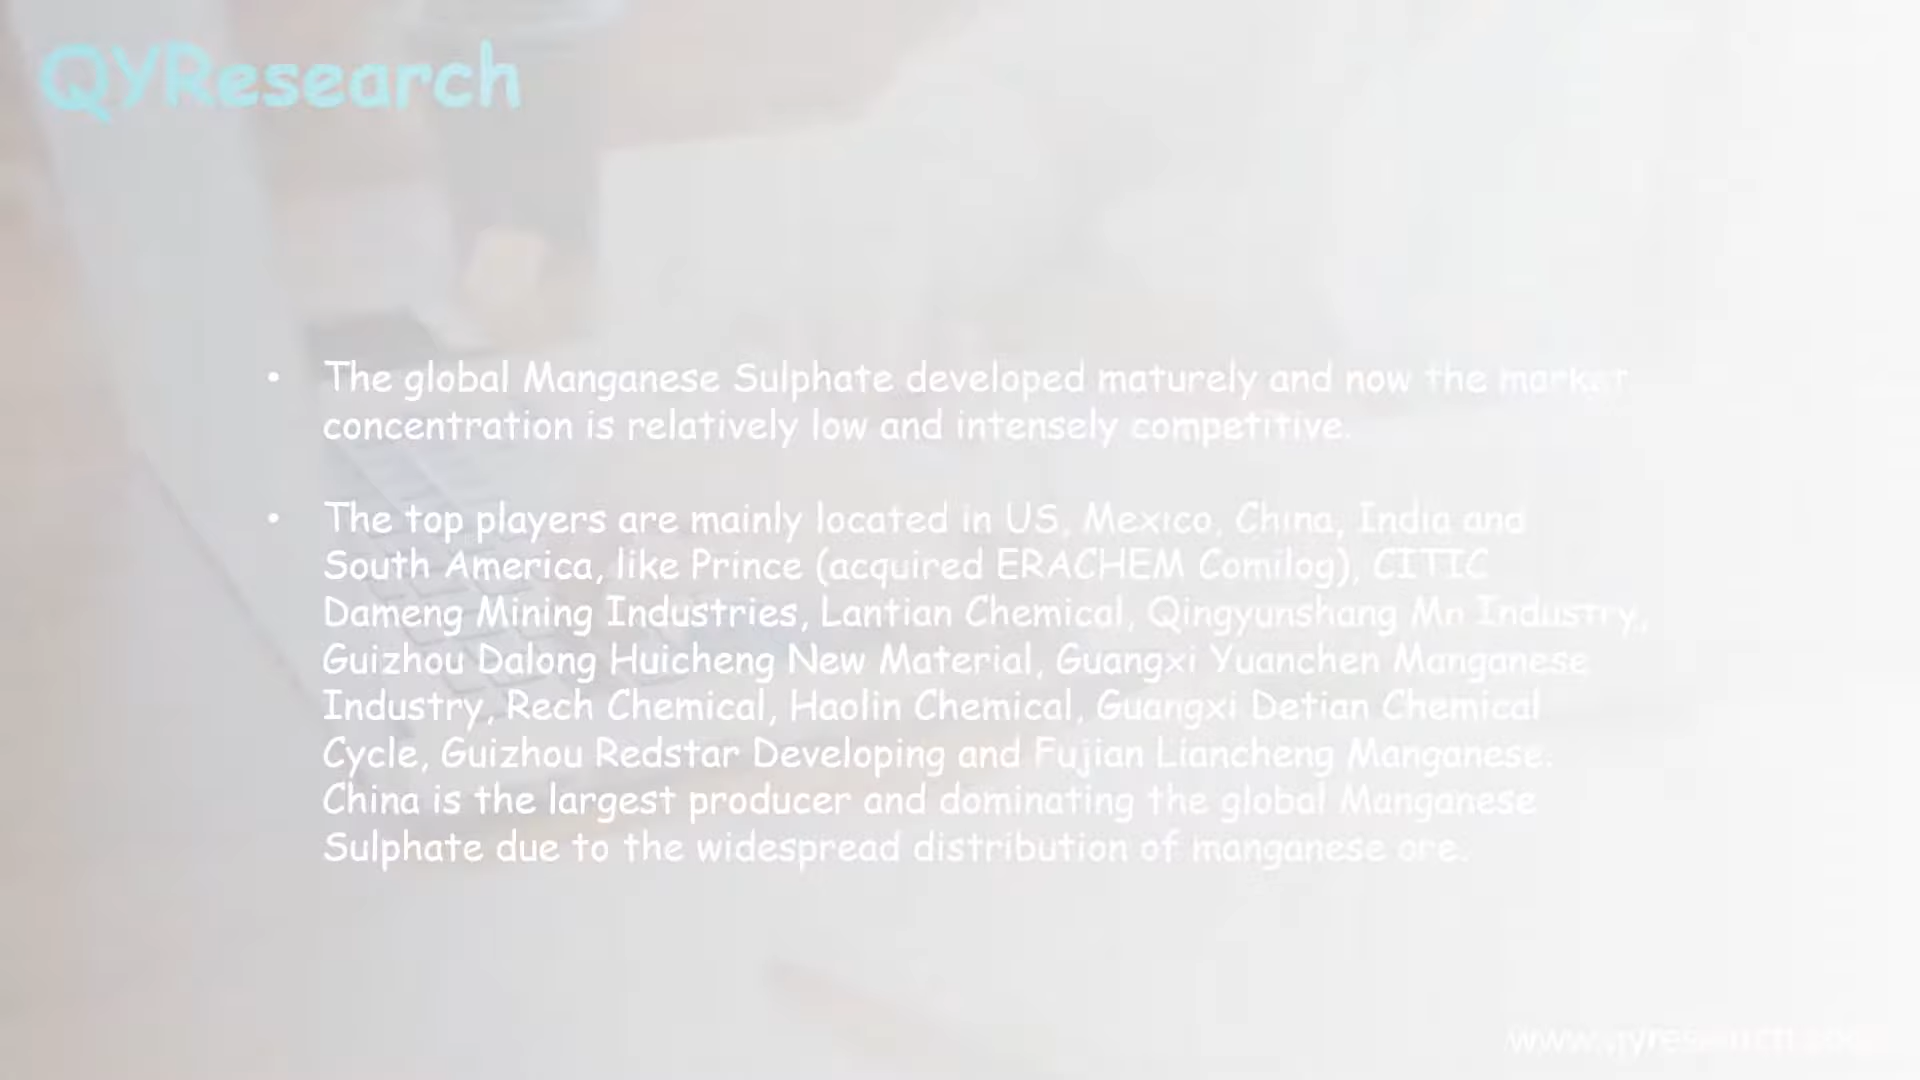 QYResearch
• The global Manganese Sulphate developed maturely and now the market
concentration is relatively low and intensely competitive.
• The top players are mainly located in US, Mexico, China, India and
South America, like Prince (acquired ERACHEM Comilog), CITIC
Dameng Mining Industries, Lantian Chemical, Qingyunshang Mn Industry,
Guizhou Dalong Huicheng New Material, Guangxi Yuanchen Manganese
Industry, Rech Chemical, Haolin Chemical, Guangxi Detian Chemical
Cycle, Guizhou Redstar Developing and Fujian Liancheng Manganese.
China is the largest producer and dominating the global Manganese
Sulphate due to the widespread distribution of manganese ore.